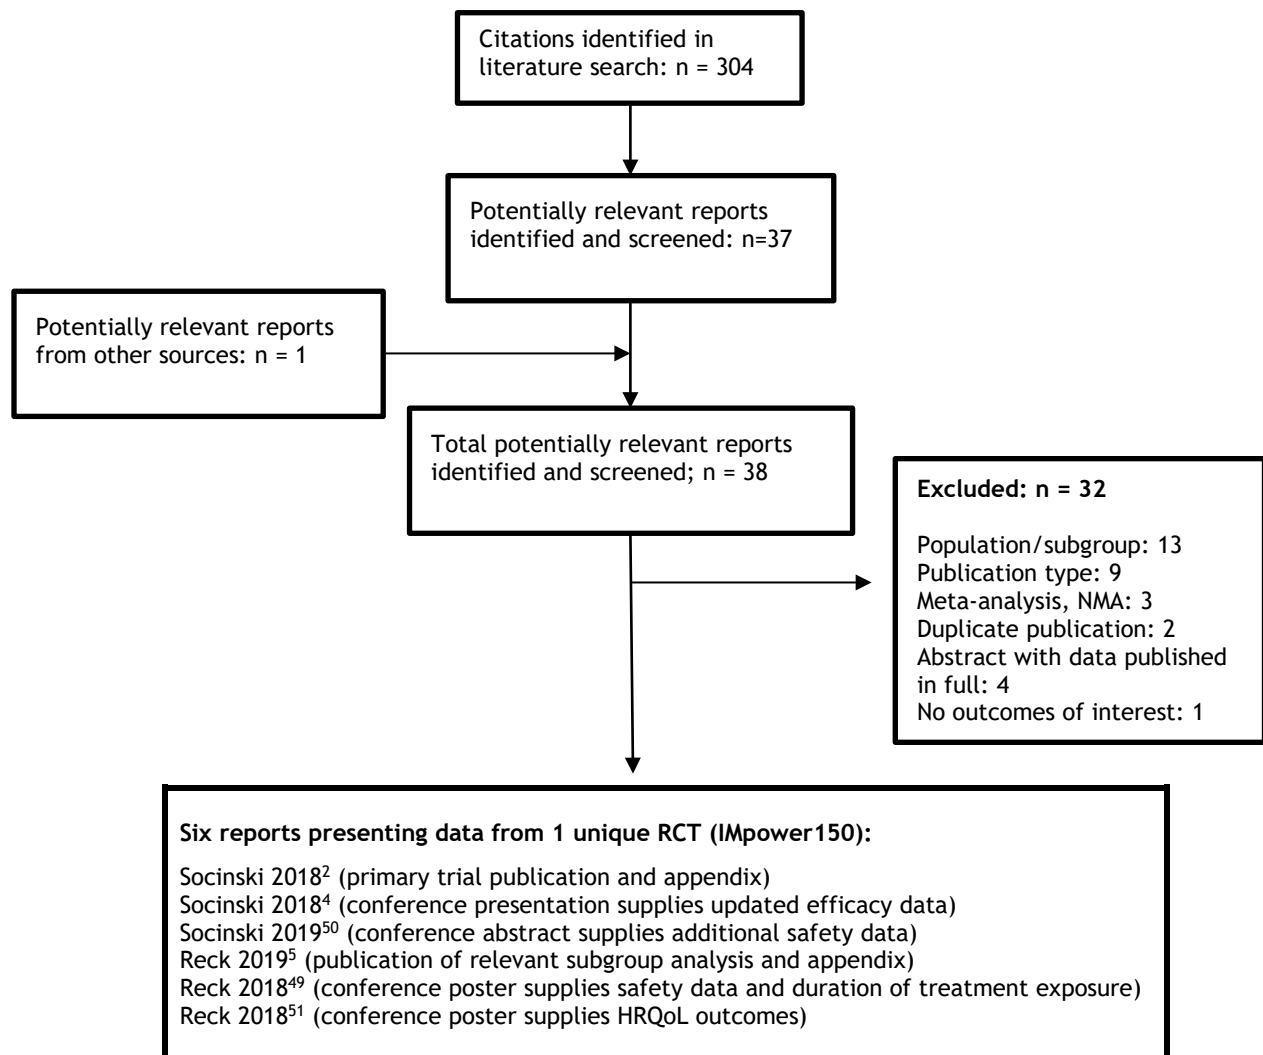 Citations identified in
literature search: n = 304
Potentially relevant reports
identified and screened: n=37
Potentially relevant reports
from other sources: n = 1
Total potentially relevant reports
identified and screened; n = 38
Excluded: n = 32
Population/subgroup: 13
Publication type: 9
Meta-analysis, NMA: 3
Duplicate publication: 2
Abstract with data published
in full: 4
No outcomes of interest: 1
Six reports presenting data from 1 unique RCT (IMpower150):
Socinski 2018² (primary trial publication and appendix)
Socinski 2018⁴ (conference presentation supplies updated efficacy data)
Socinski 2019⁵⁰ (conference abstract supplies additional safety data)
Reck 2019⁵ (publication of relevant subgroup analysis and appendix)
Reck 2018⁴⁹ (conference poster supplies safety data and duration of treatment exposure)
Reck 2018⁵¹ (conference poster supplies HRQoL outcomes)